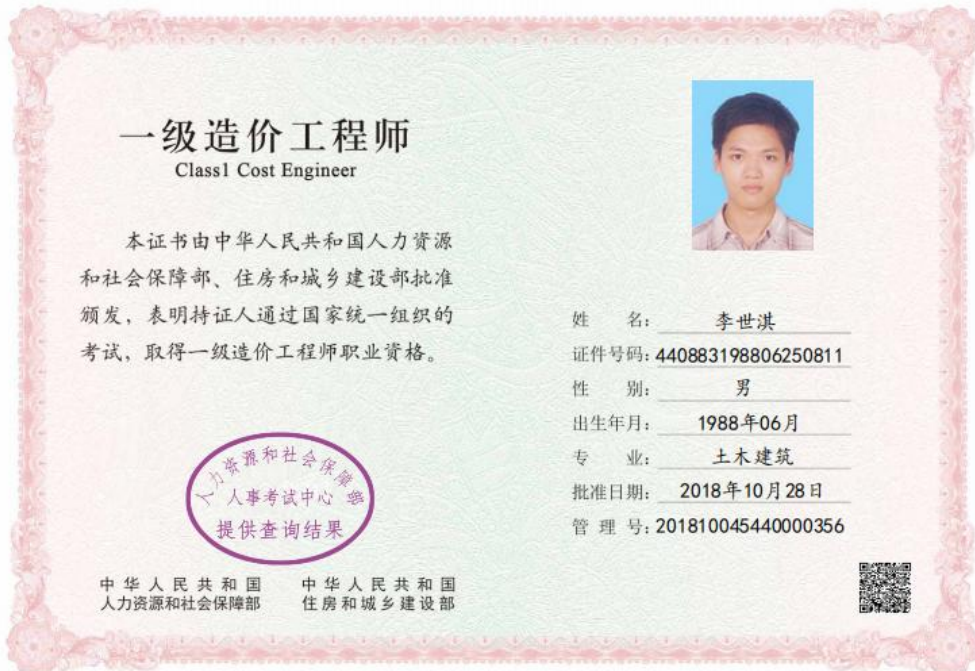 一级造价工程师
Class1 Cost Engineer
本证书由中华人民共和国人力资源
和社会保障部、住房和城乡建设部批准
颁发，表明持证人通过国家统一组织的
考试，取得一级造价工程师职业资格。
人力资源和社会保障部
人事考试中心
提供查询结果
中华人民共和国
人力资源和社会保障部
中华人民共和国
住房和城乡建设部
姓 名：李世淇
证件号码：440883198806250811
性 别：男
出生年月：1988年06月
专 业：土木建筑
批准日期：2018年10月28日
管 理 号：201810045440000356